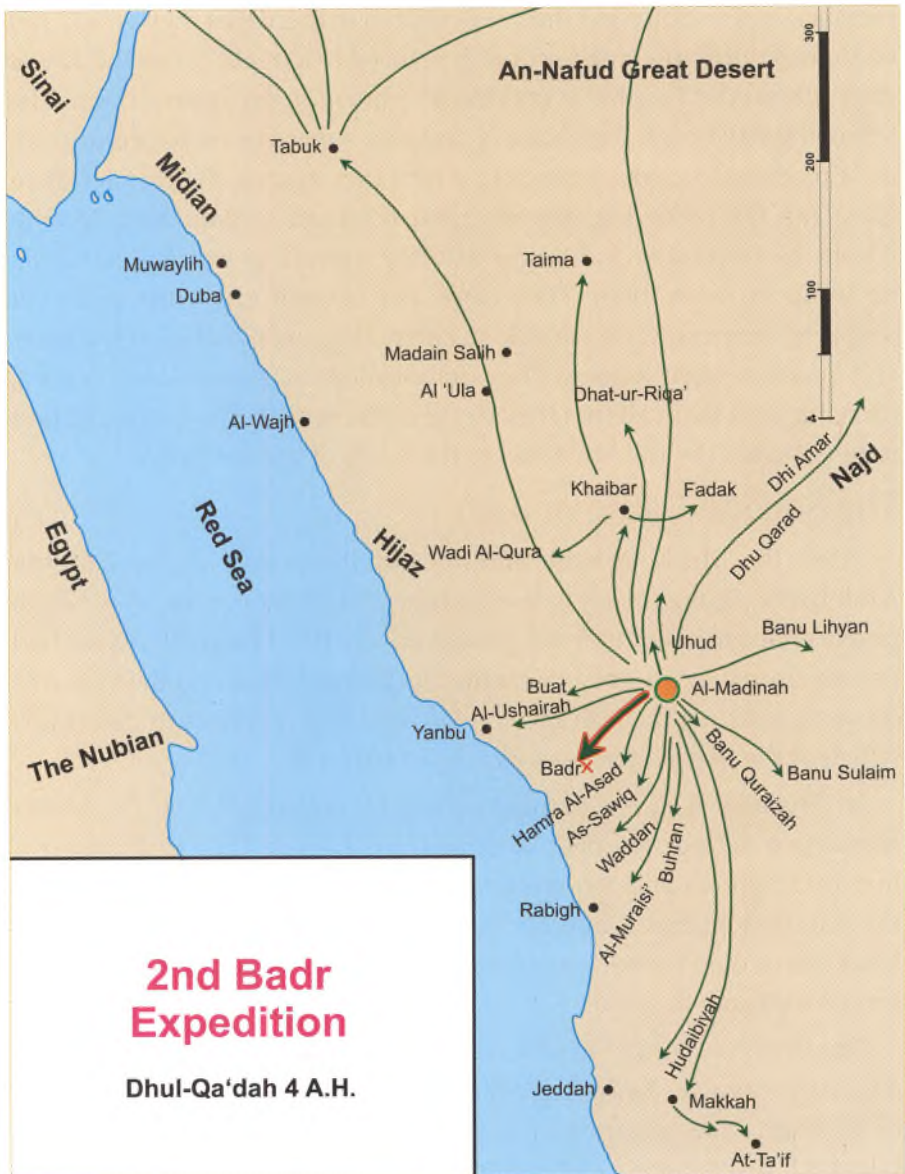 An-Nafud Great Desert
300
200
100
Sinai
Midian
Tabuk
Muwaylih
Duba
Taima
Madain Salih
Al ‘Ula
Dhat-ur-Riqa’
Al-Wajh
Dhi Amar
Najd
Khaibar
Fadak
Dhu Qarad
Wadi Al-Qura
Egypt
Red Sea
Hijaz
Uhud
Banu Lihyan
Al-Madinah
Buat
Al-Ushairah
Yanbu
The Nubian
Badr
Hamra Al-Asad
As-Sawiq
Waddan
Buhran
Banu Quraizah
Banu Sulaim
Al-Muraisi’
Rabigh
Hudaibiyah
Jeddah
Makkah
At-Ta’if
2nd Badr
Expedition
Dhul-Qa‘dah 4 A.H.